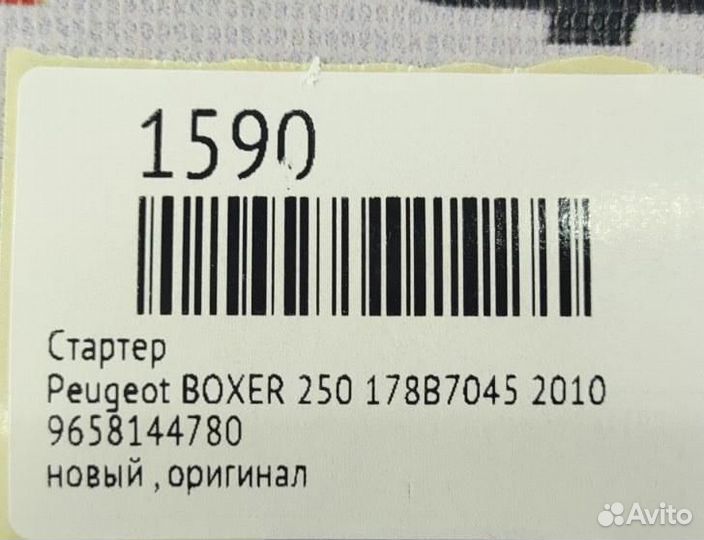 1590
Стартер
Peugeot BOXER 250 178B7045 2010
9658144780
новый , оригинал
Avito